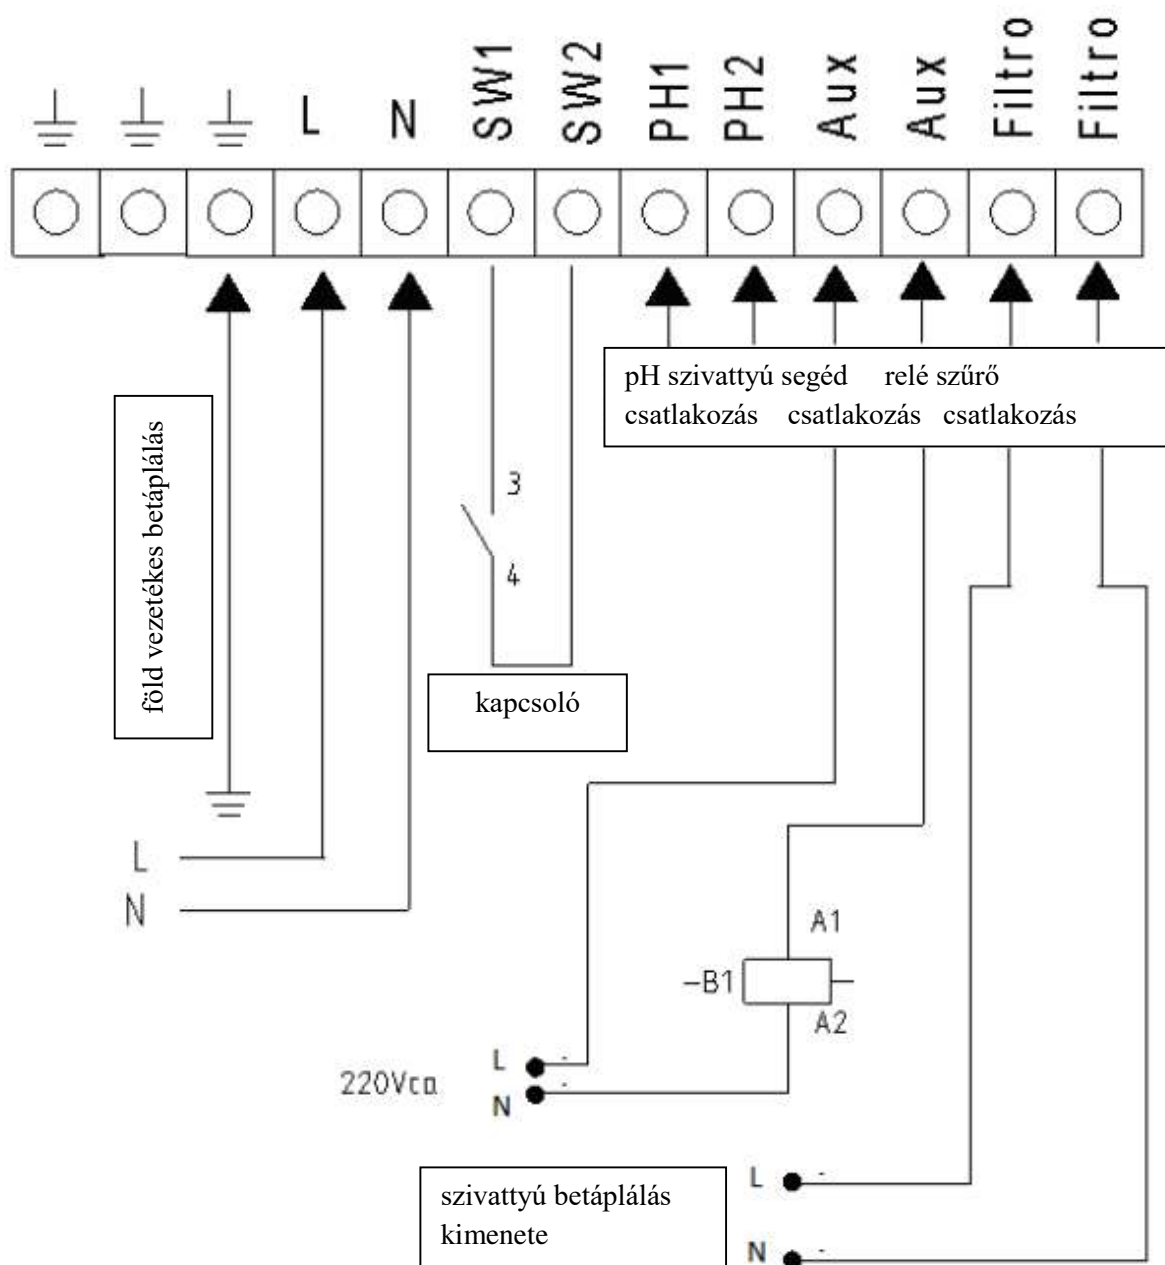 L
N
SW1
SW2
PH1
PH2
Aux
Aux
Filtro
Filtro
pH szivattyú segéd relé szűrő
csatlakozás csatlakozás csatlakozás
föld vezetékes betáplálás
3
4
kapcsoló
L
N
A1
-B1
A2
220Vca
L
N
szivattyú betáplálás
kimenete
L
N